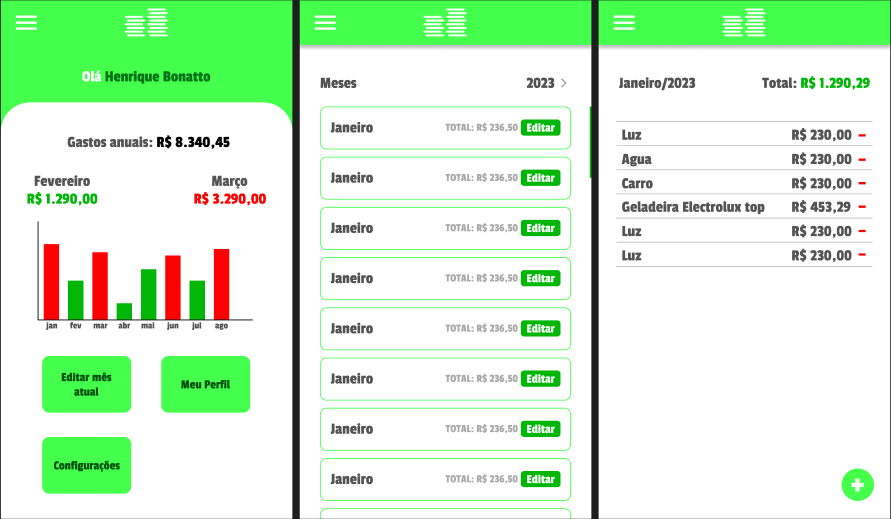 Olá Henrique Bonatto
Gastos anuais: R$ 8.340,45
Fevereiro Março
R$ 1.290,00 R$ 3.290,00
jan fev mar abr mai jun jul ago
Editar mês
atual
Meu Perfil
Configurações
Meses 2023 >
Janeiro TOTAL: R$ 236,50 Editar
Janeiro TOTAL: R$ 236,50 Editar
Janeiro TOTAL: R$ 236,50 Editar
Janeiro TOTAL: R$ 236,50 Editar
Janeiro TOTAL: R$ 236,50 Editar
Janeiro TOTAL: R$ 236,50 Editar
Janeiro TOTAL: R$ 236,50 Editar
Janeiro TOTAL: R$ 236,50 Editar
Janeiro/2023 Total: R$ 1.290,29
Luz R$ 230,00 –
Agua R$ 230,00 –
Carro R$ 230,00 –
Geladeira Electrolux top R$ 453,29 –
Luz R$ 230,00 –
Luz R$ 230,00 –
+